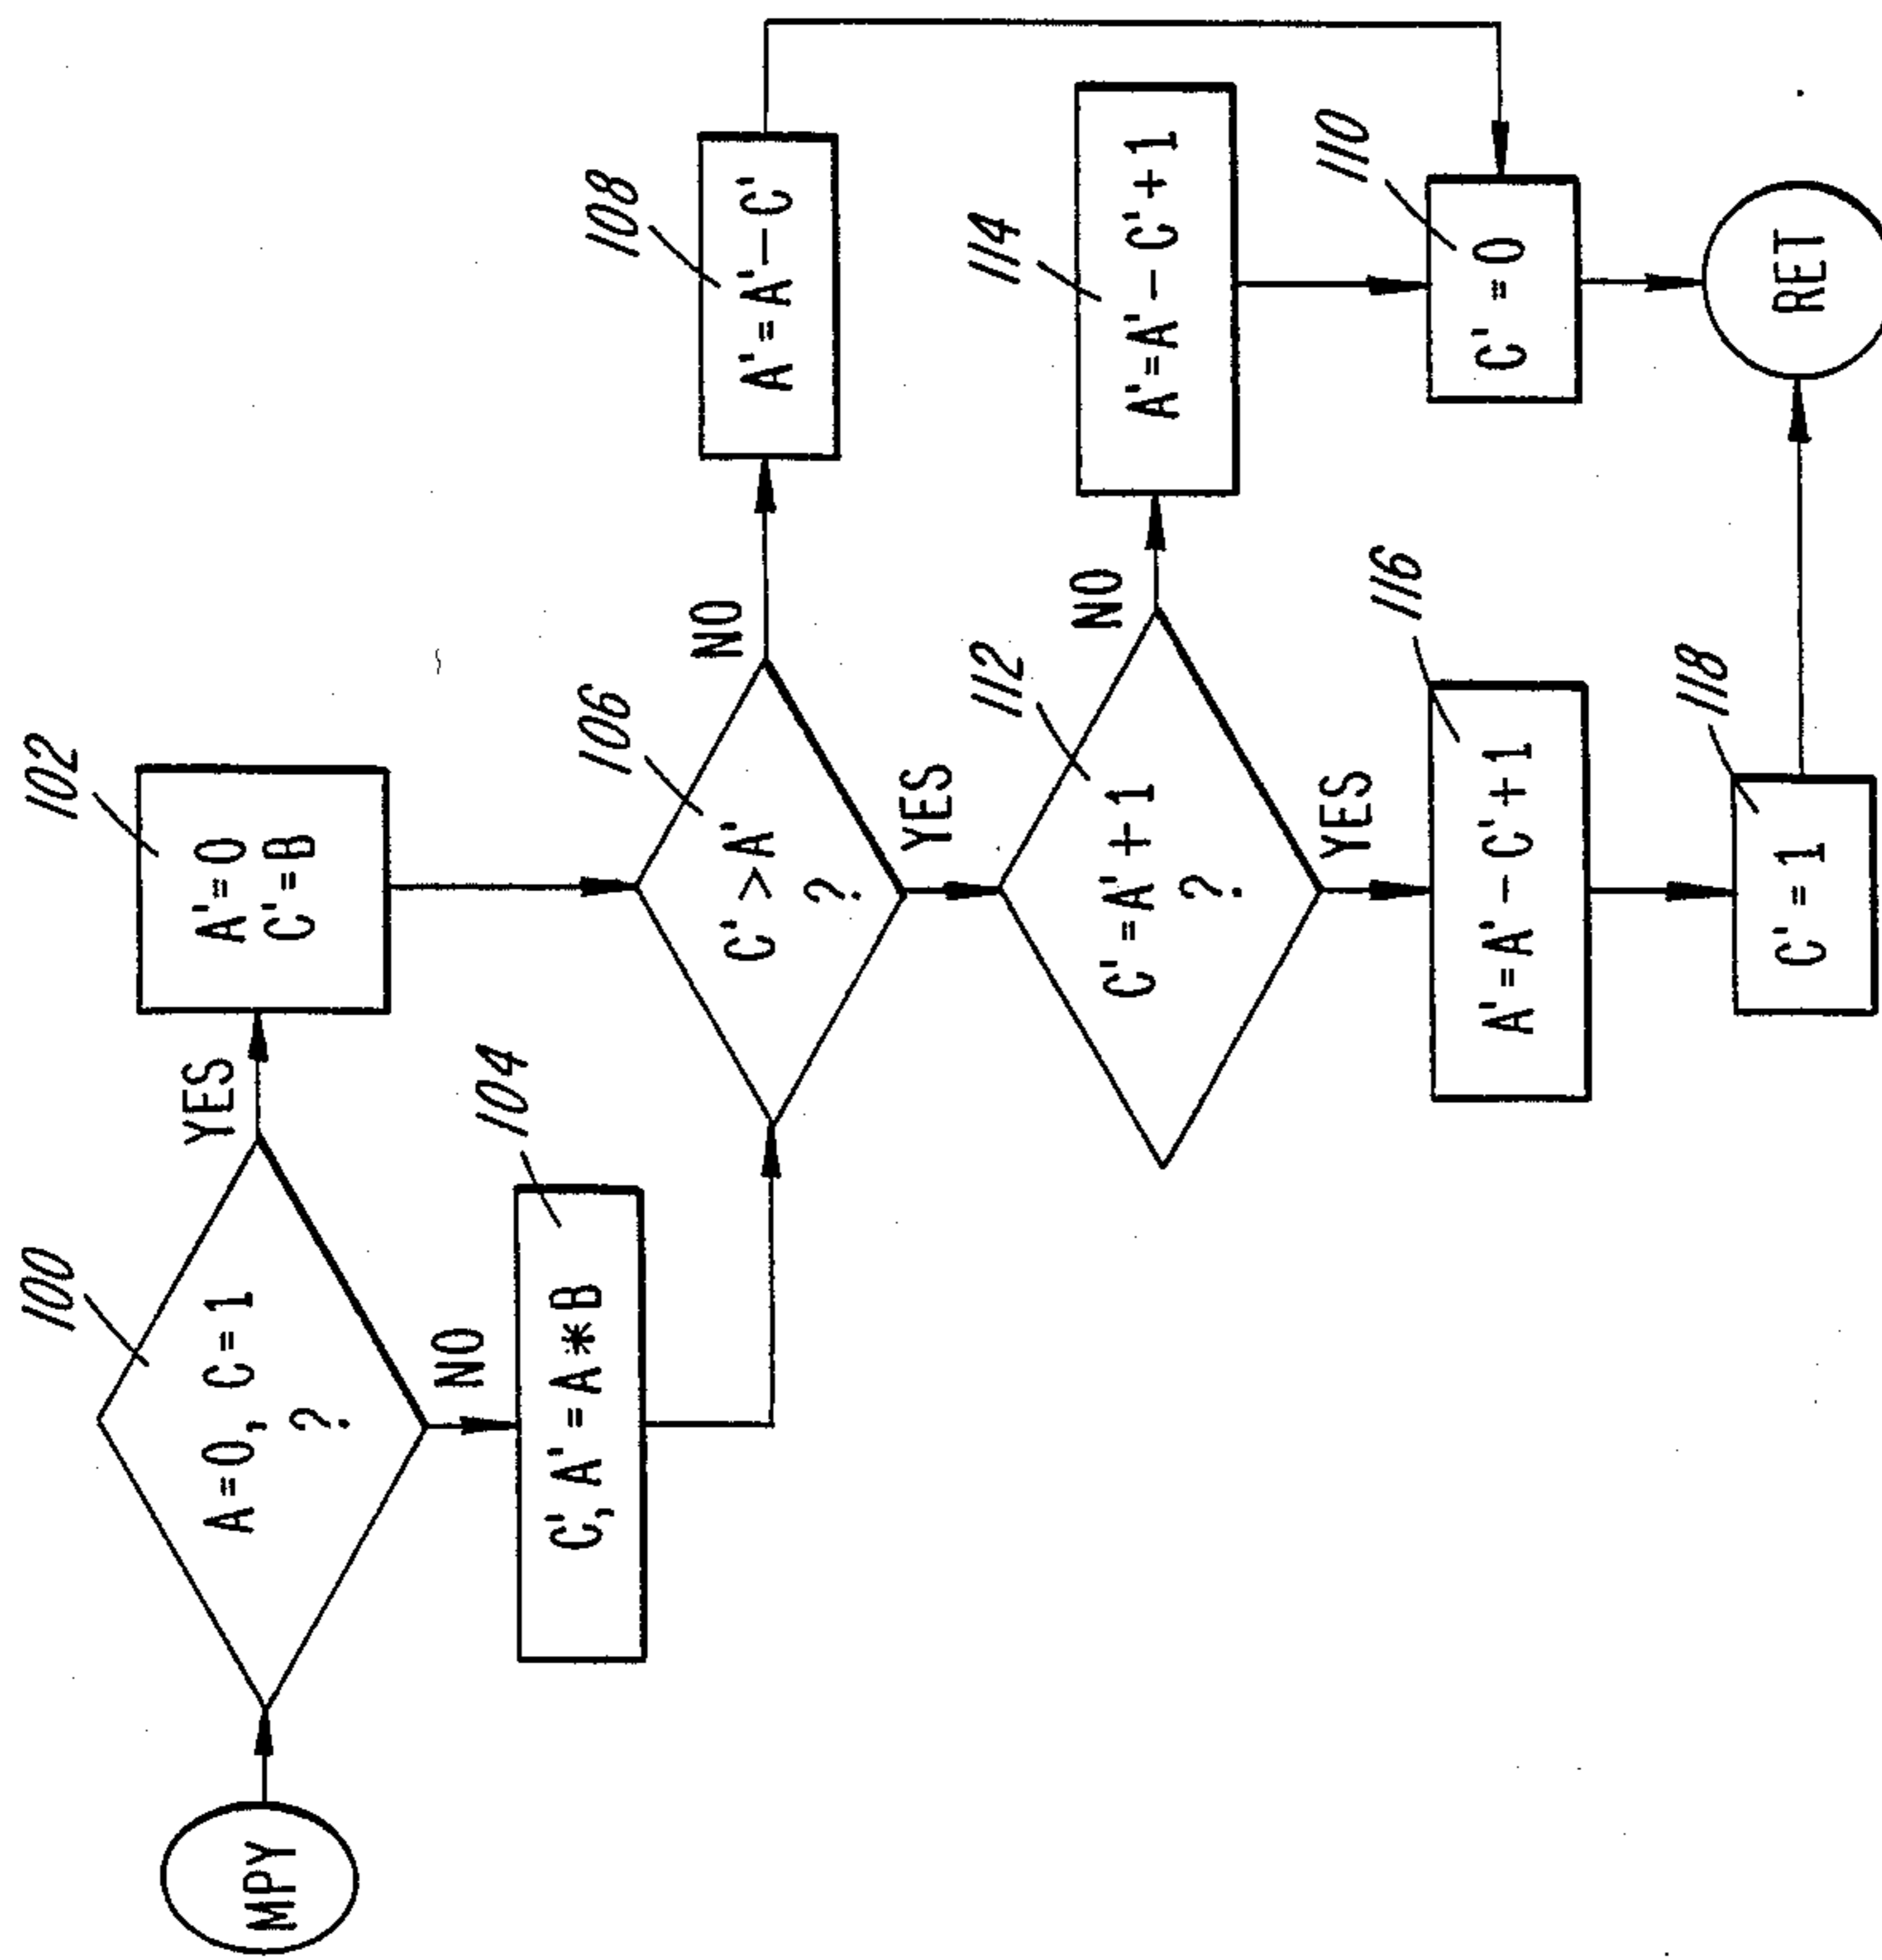 MPY
100
A=0, C=1
?
YES
NO
102
A'=0
C'=B
104
C, A'=A*B
106
C'>A'
?
NO
YES
108
A'=A'-C'
112
C'=A'+1
?
NO
YES
114
A'=A'-C'+1
110
C'=0
116
A'=A'-C'+1
118
C'=1
RET